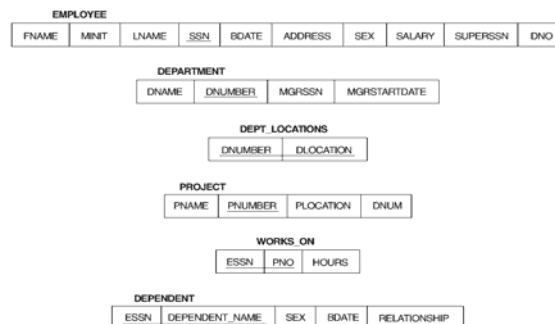 EMPLOYEE
FNAME MINIT LNAME SSN BDATE ADDRESS SEX SALARY SUPERSSN DNO
DEPARTMENT
DNAME DNUMBER MGRSSN MGRSTARTDATE
DEPT_LOCATIONS
DNUMBER DLOCATION
PROJECT
PNAME PNUMBER PLOCATION DNUM
WORKS_ON
ESSN PNO HOURS
DEPENDENT
ESSN DEPENDENT_NAME SEX BDATE RELATIONSHIP